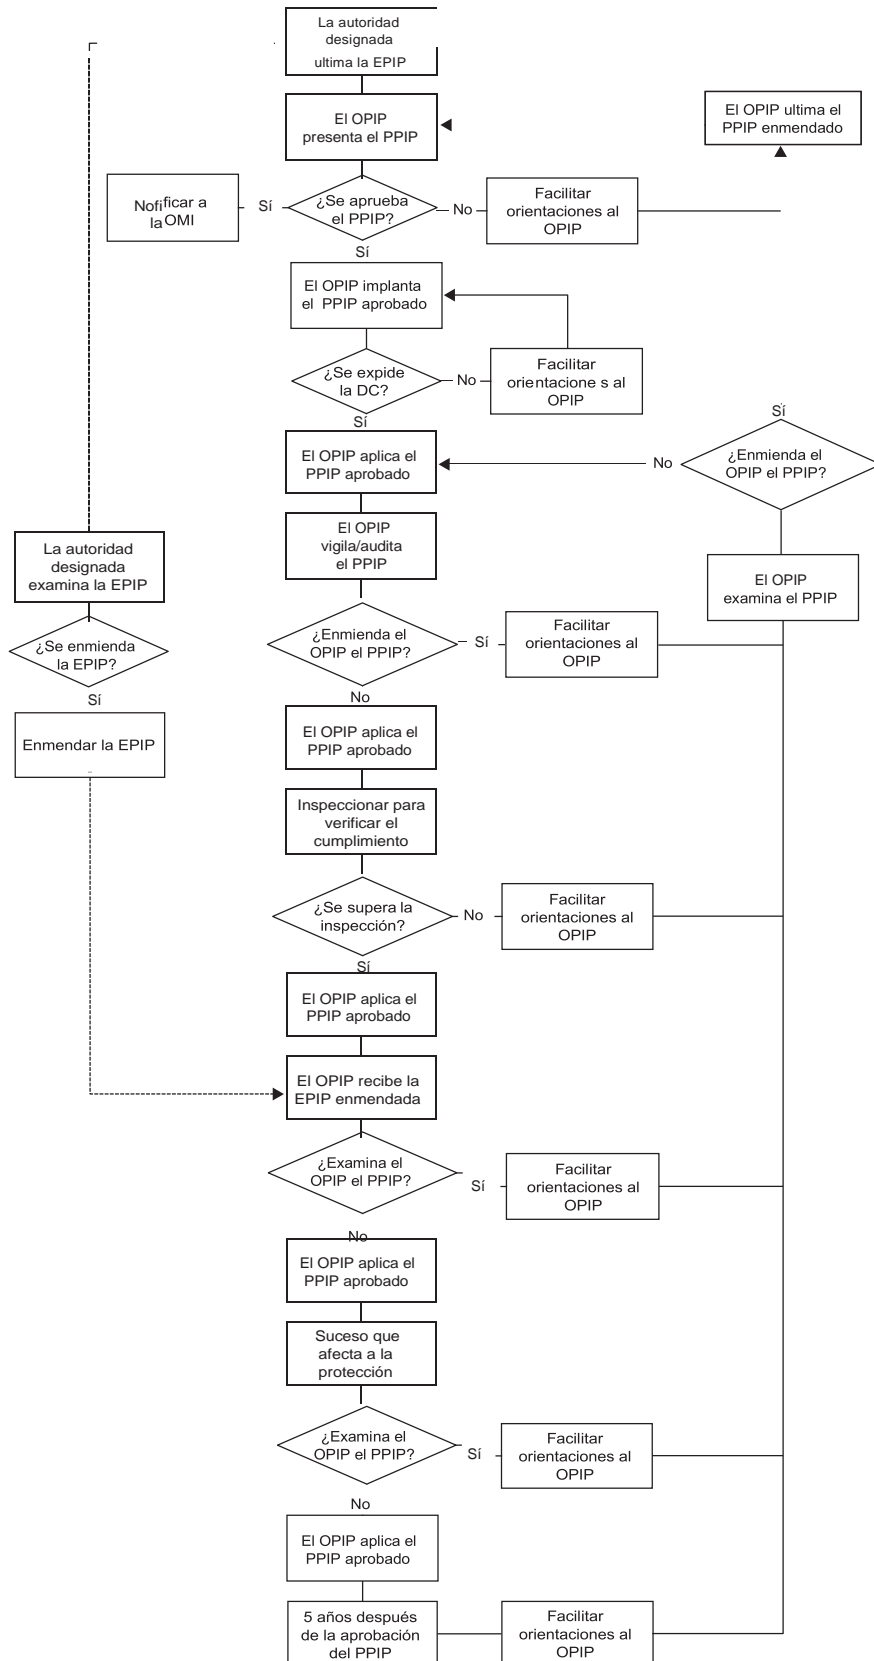 La autoridad
designada
ultima la EPIP
El OPIP
presenta el PPIP
El OPIP ultima el
PPIP enmendado
Nofificar a
la OMI
Sí
¿Se aprueba
el PPIP?
No
Facilitar
orientaciones al
OPIP
Sí
El OPIP implanta
el PPIP aprobado
¿Se expide
la DC?
No
Facilitar
orientacione s al
OPIP
Sí
El OPIP aplica el
PPIP aprobado
No
Sí
¿Enmienda el
OPIP el PPIP?
El OPIP
vigila/audita
el PPIP
La autoridad
designada
examina la EPIP
El OPIP
examina el PPIP
¿Se enmienda
la EPIP?
¿Enmienda el
OPIP el PPIP?
Sí
Facilitar
orientaciones al
OPIP
Sí
No
Enmendar la EPIP
El OPIP aplica el
PPIP aprobado
Inspeccionar para
verificar el
cumplimiento
¿Se supera la
inspección?
No
Facilitar
orientaciones al
OPIP
Sí
El OPIP aplica el
PPIP aprobado
El OPIP recibe la
EPIP enmendada
¿Examina el
OPIP el PPIP?
Sí
Facilitar
orientaciones al
OPIP
No
El OPIP aplica el
PPIP aprobado
Suceso que
afecta a la
protección
¿Examina el
OPIP el PPIP?
Sí
Facilitar
orientaciones al
OPIP
No
El OPIP aplica el
PPIP aprobado
5 años después
de la aprobación
del PPIP
Facilitar
orientaciones al
OPIP